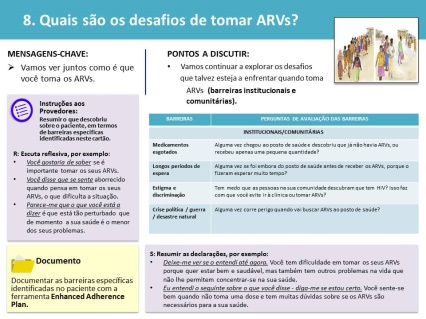 8. Quais são os desafios de tomar ARVs?
MENSAGENS-CHAVE:
➢ Vamos ver juntos como é que
você toma os ARVs.
Instruções aos
Provedores:
Resumir o que descobriu
sobre o paciente, em termos
de barreiras específicas
identificadas neste cartão.
R: Escuta reflexiva, por exemplo:
• Você gostaria de saber se é
importante tomar os seus ARVs.
• Você disse que se sente aborrecido
quando pensa em tomar os seus
ARVs, o que dificulta a situação.
• Parece-me que o que você está a
dizer é que está tão perturbado que
de momento a sua saúde é o menor
dos seus problemas.
Documento
Documentar as barreiras específicas
identificadas no paciente com a
ferramenta Enhanced Adherence
Plan.
PONTOS A DISCUTIR:
• Vamos continuar a explorar os desafios
que talvez esteja a enfrentar quando toma
ARVs (barreiras institucionais e
comunitárias).
BARREIRAS PERGUNTAS DE AVALIAÇÃO DAS BARREIRAS
INSTITUCIONAIS/COMUNITÁRIAS
Medicamentos
esgotados
Alguma vez chegou ao posto de saúde e descobriu que já não havia ARVs, ou
recebeu apenas uma pequena quantidade?
Longos períodos de
espera
Alguma vez se foi embora do posto de saúde antes de receber os ARVs, porque o
fizeram esperar muito tempo?
Estigma e
discriminação
Tem medo que as pessoas na sua comunidade descubram que tem HIV? Isso faz
com que você evite ir à clínica ou tomar ARVs?
Crise política / guerra
/ desastre natural
Alguma vez corre perigo quando vai buscar ARVs ao posto de saúde?
S: Resumir as declarações, por exemplo:
• Deixe-me ver se o entendi até agora. Você tem dificuldade em tomar os seus ARVs
porque quer estar bem e saudável, mas também tem outros problemas na vida que
não lhe permitem concentrar-se na sua saúde.
• Eu entendi o seguinte sobre o que você disse - diga-me se estou certo. Você sente-se
bem quando não toma uma dose e tem muitas dúvidas sobre se os ARVs são
necessários para a sua saúde.